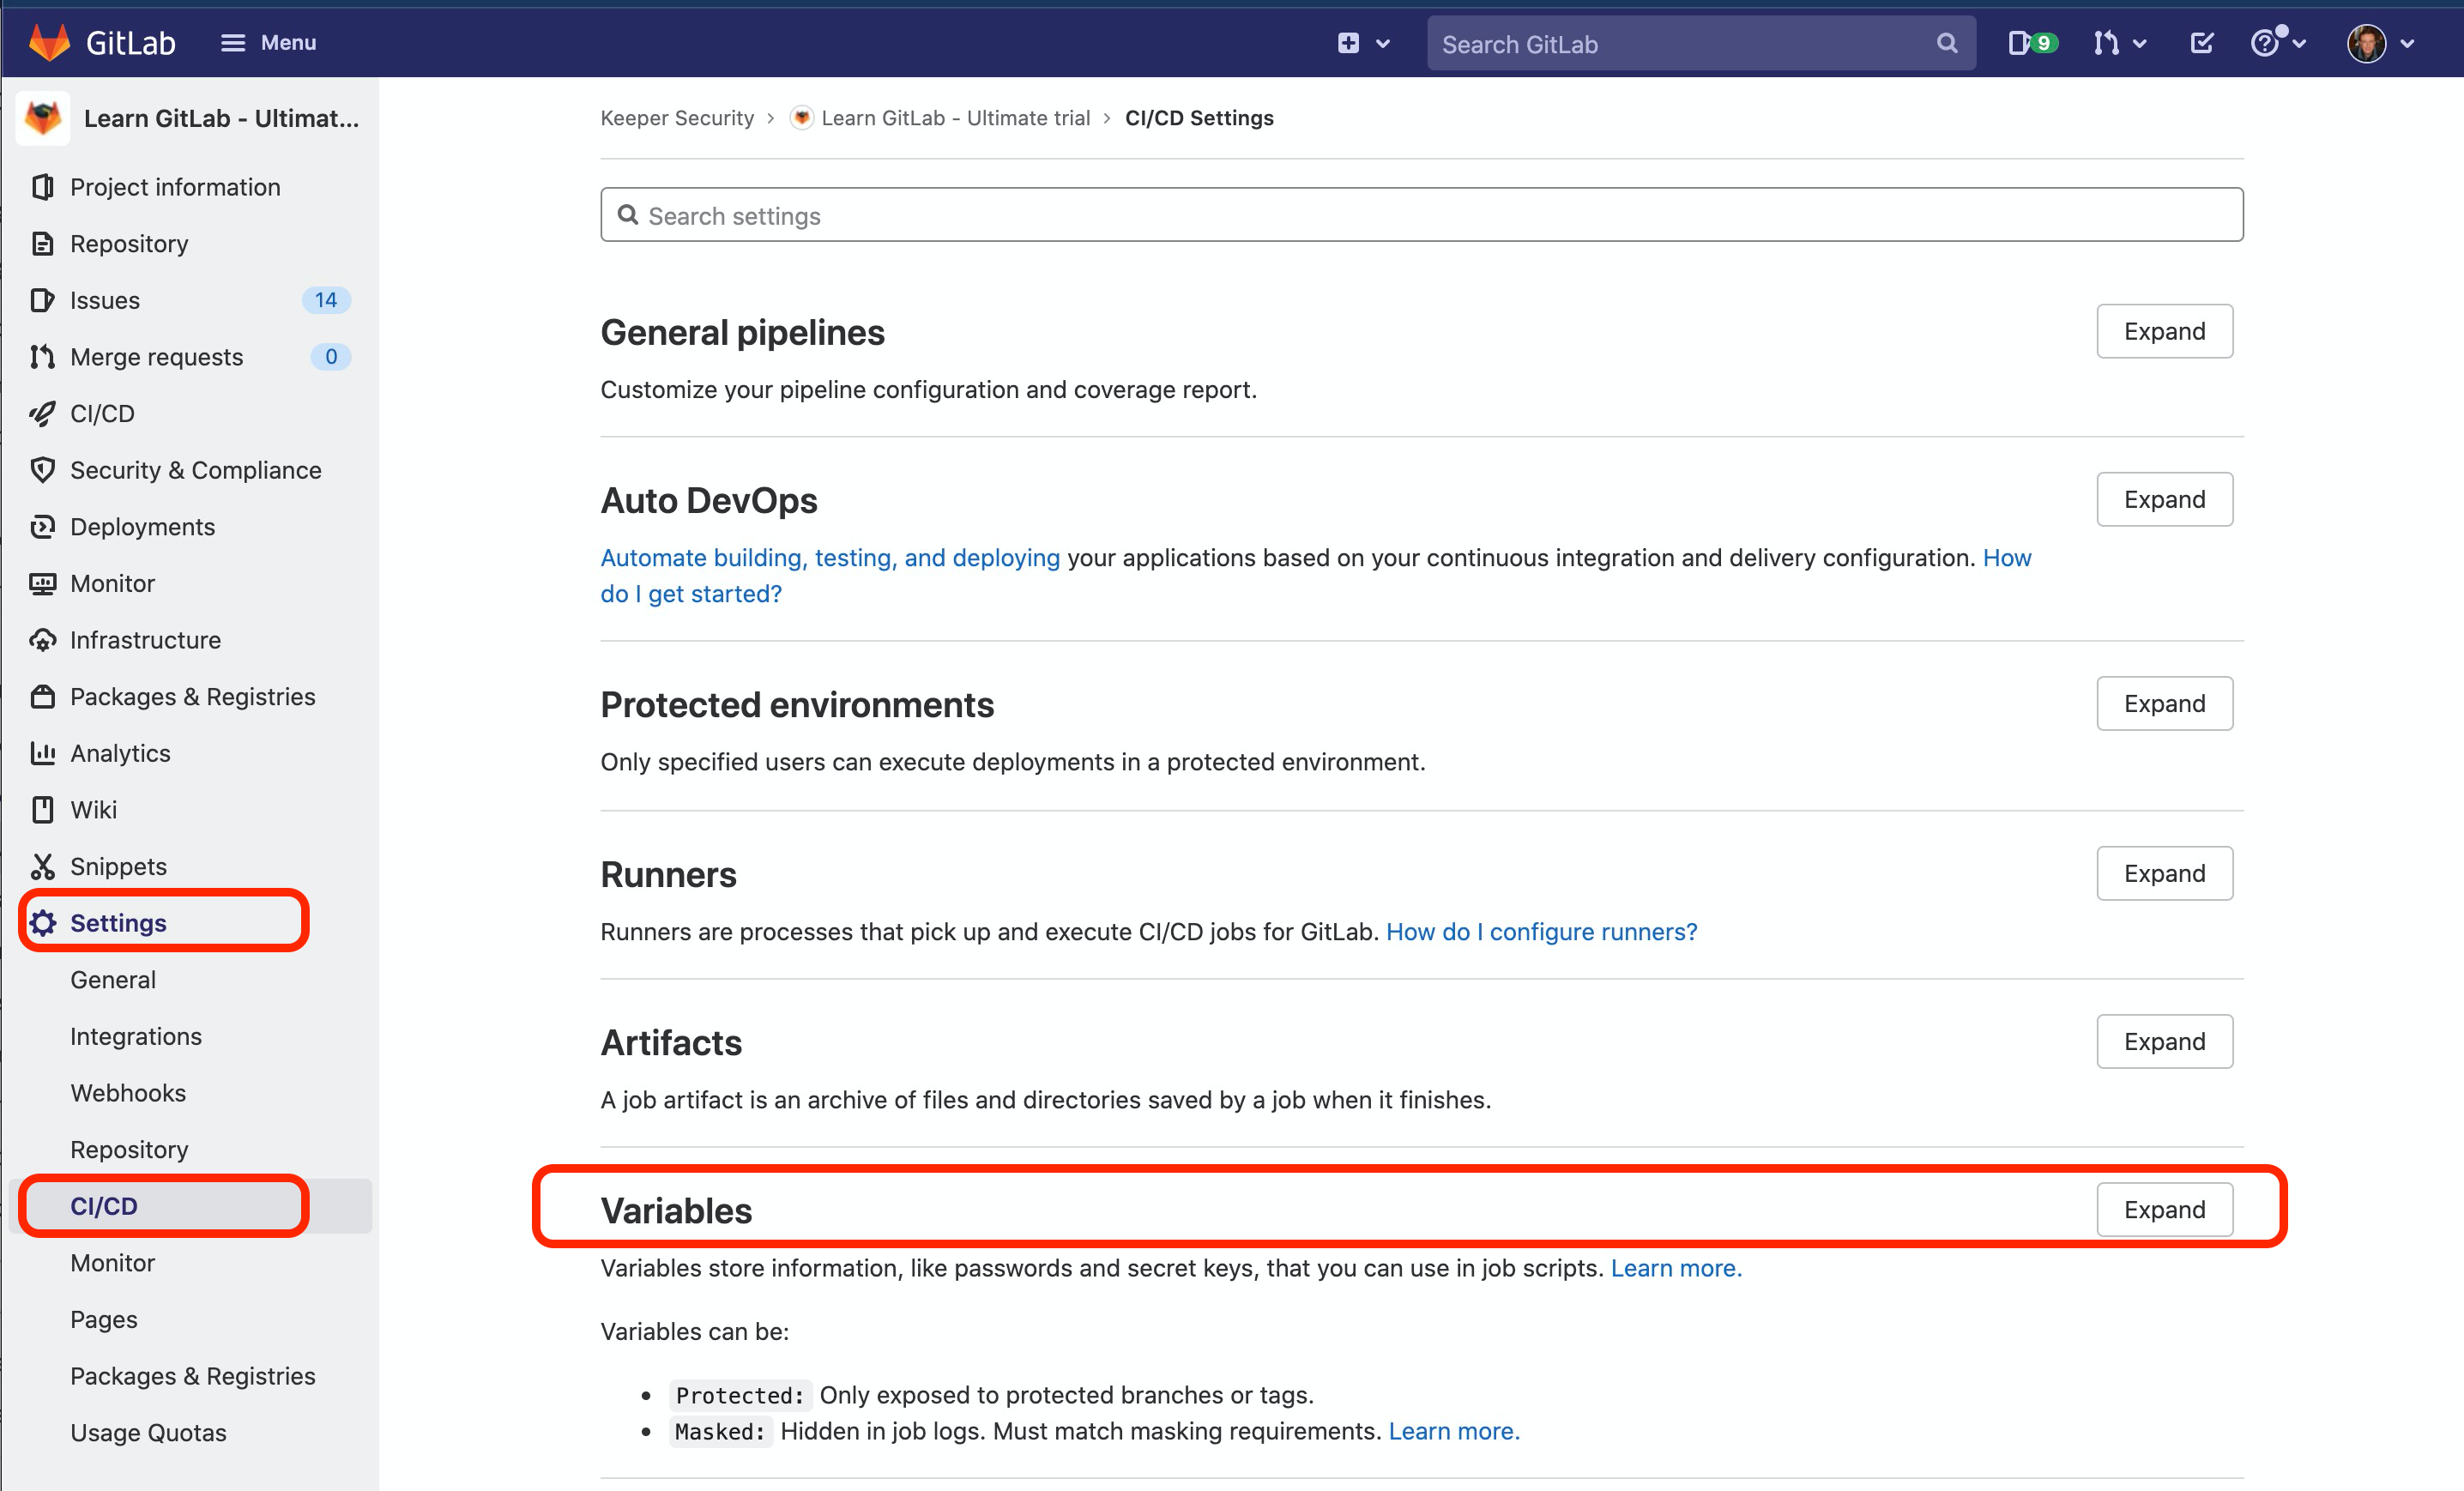 GitLab
Menu
Search GitLab
9
Learn GitLab - Ultimat...
Project information
Repository
Issues 14
Merge requests 0
CI/CD
Security & Compliance
Deployments
Monitor
Infrastructure
Packages & Registries
Analytics
Wiki
Snippets
Settings
General
Integrations
Webhooks
Repository
CI/CD
Monitor
Pages
Packages & Registries
Usage Quotas
Keeper Security › Learn GitLab - Ultimate trial › CI/CD Settings
Search settings
General pipelines
Expand
Customize your pipeline configuration and coverage report.
Auto DevOps
Expand
Automate building, testing, and deploying your applications based on your continuous integration and delivery configuration. How
do I get started?
Protected environments
Expand
Only specified users can execute deployments in a protected environment.
Runners
Expand
Runners are processes that pick up and execute CI/CD jobs for GitLab. How do I configure runners?
Artifacts
Expand
A job artifact is an archive of files and directories saved by a job when it finishes.
Variables
Expand
Variables store information, like passwords and secret keys, that you can use in job scripts. Learn more.
Variables can be:
• Protected: Only exposed to protected branches or tags.
• Masked: Hidden in job logs. Must match masking requirements. Learn more.